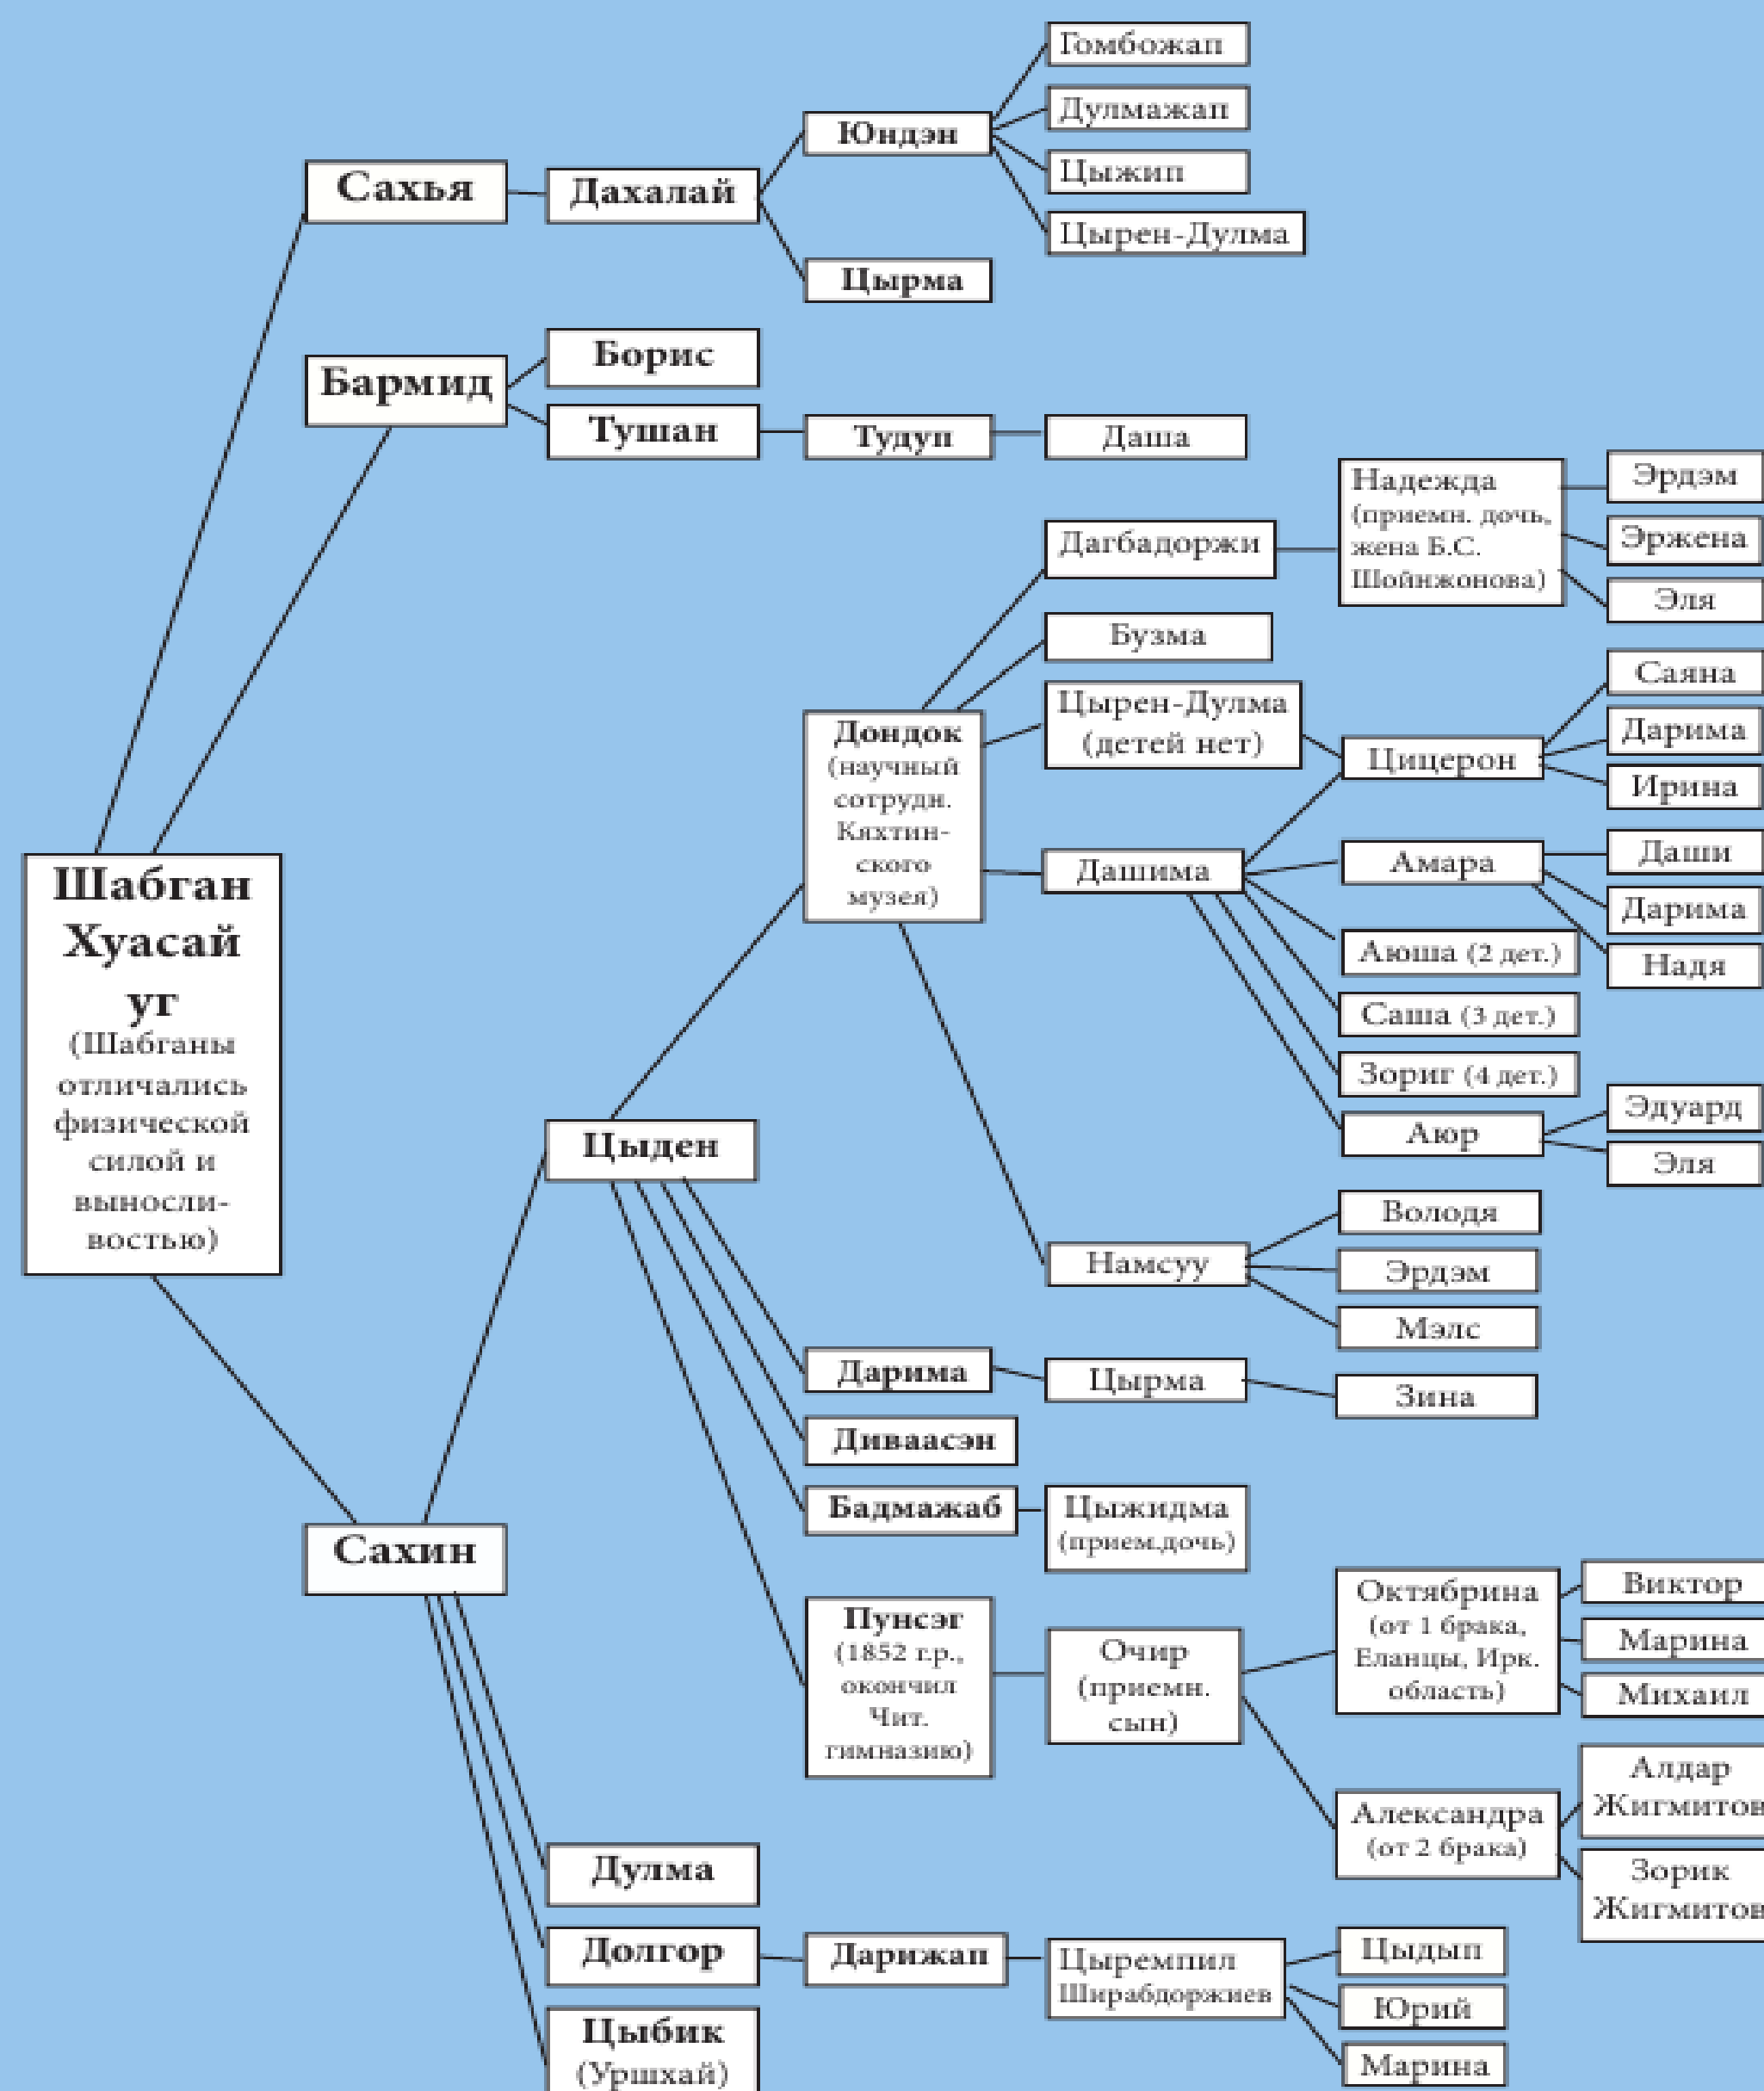 Гомбожап
Дулмажап
Юндэн
Цыжип
Сахья
Дахалай
Цырен-Дулма
Цырма
Борис
Бармид
Тушан
Тудуп
Даша
Надежда
(приемн. дочь,
жена Б.С.
Шойнжонова)
Эрдэм
Эржена
Эля
Дагбадоржи
Бузма
Цырен-Дулма
(детей нет)
Дондок
(научный
сотрудн.
Кяхтин-
ского
музея)
Цицерон
Саяна
Дарима
Ирина
Дашима
Амара
Даши
Дарима
Надя
Аюша (2 дет.)
Саша (3 дет.)
Зориг (4 дет.)
Аюр
Эдуард
Эля
Шабган
Хуасай
уг
(Шабганы
отличались
физической
силой и
выносли-
востью)
Цыден
Намсуу
Володя
Эрдэм
Мэлс
Дарима
Цырма
Зина
Диваасэн
Бадмажаб
Цыжидма
(прием.дочь)
Сахин
Пунсэг
(1852 г.р.,
окончил
Чит.
гимназию)
Очир
(приемн.
сын)
Октябрина
(от 1 брака,
Еланцы, Ирк.
область)
Виктор
Марина
Михаил
Александра
(от 2 брака)
Алдар
Жигмитов
Зорик
Жигмитов
Дулма
Долгор
Дарижап
Цыремпил
Ширабдоржиев
Цыдып
Юрий
Марина
Цыбик
(Уршхай)